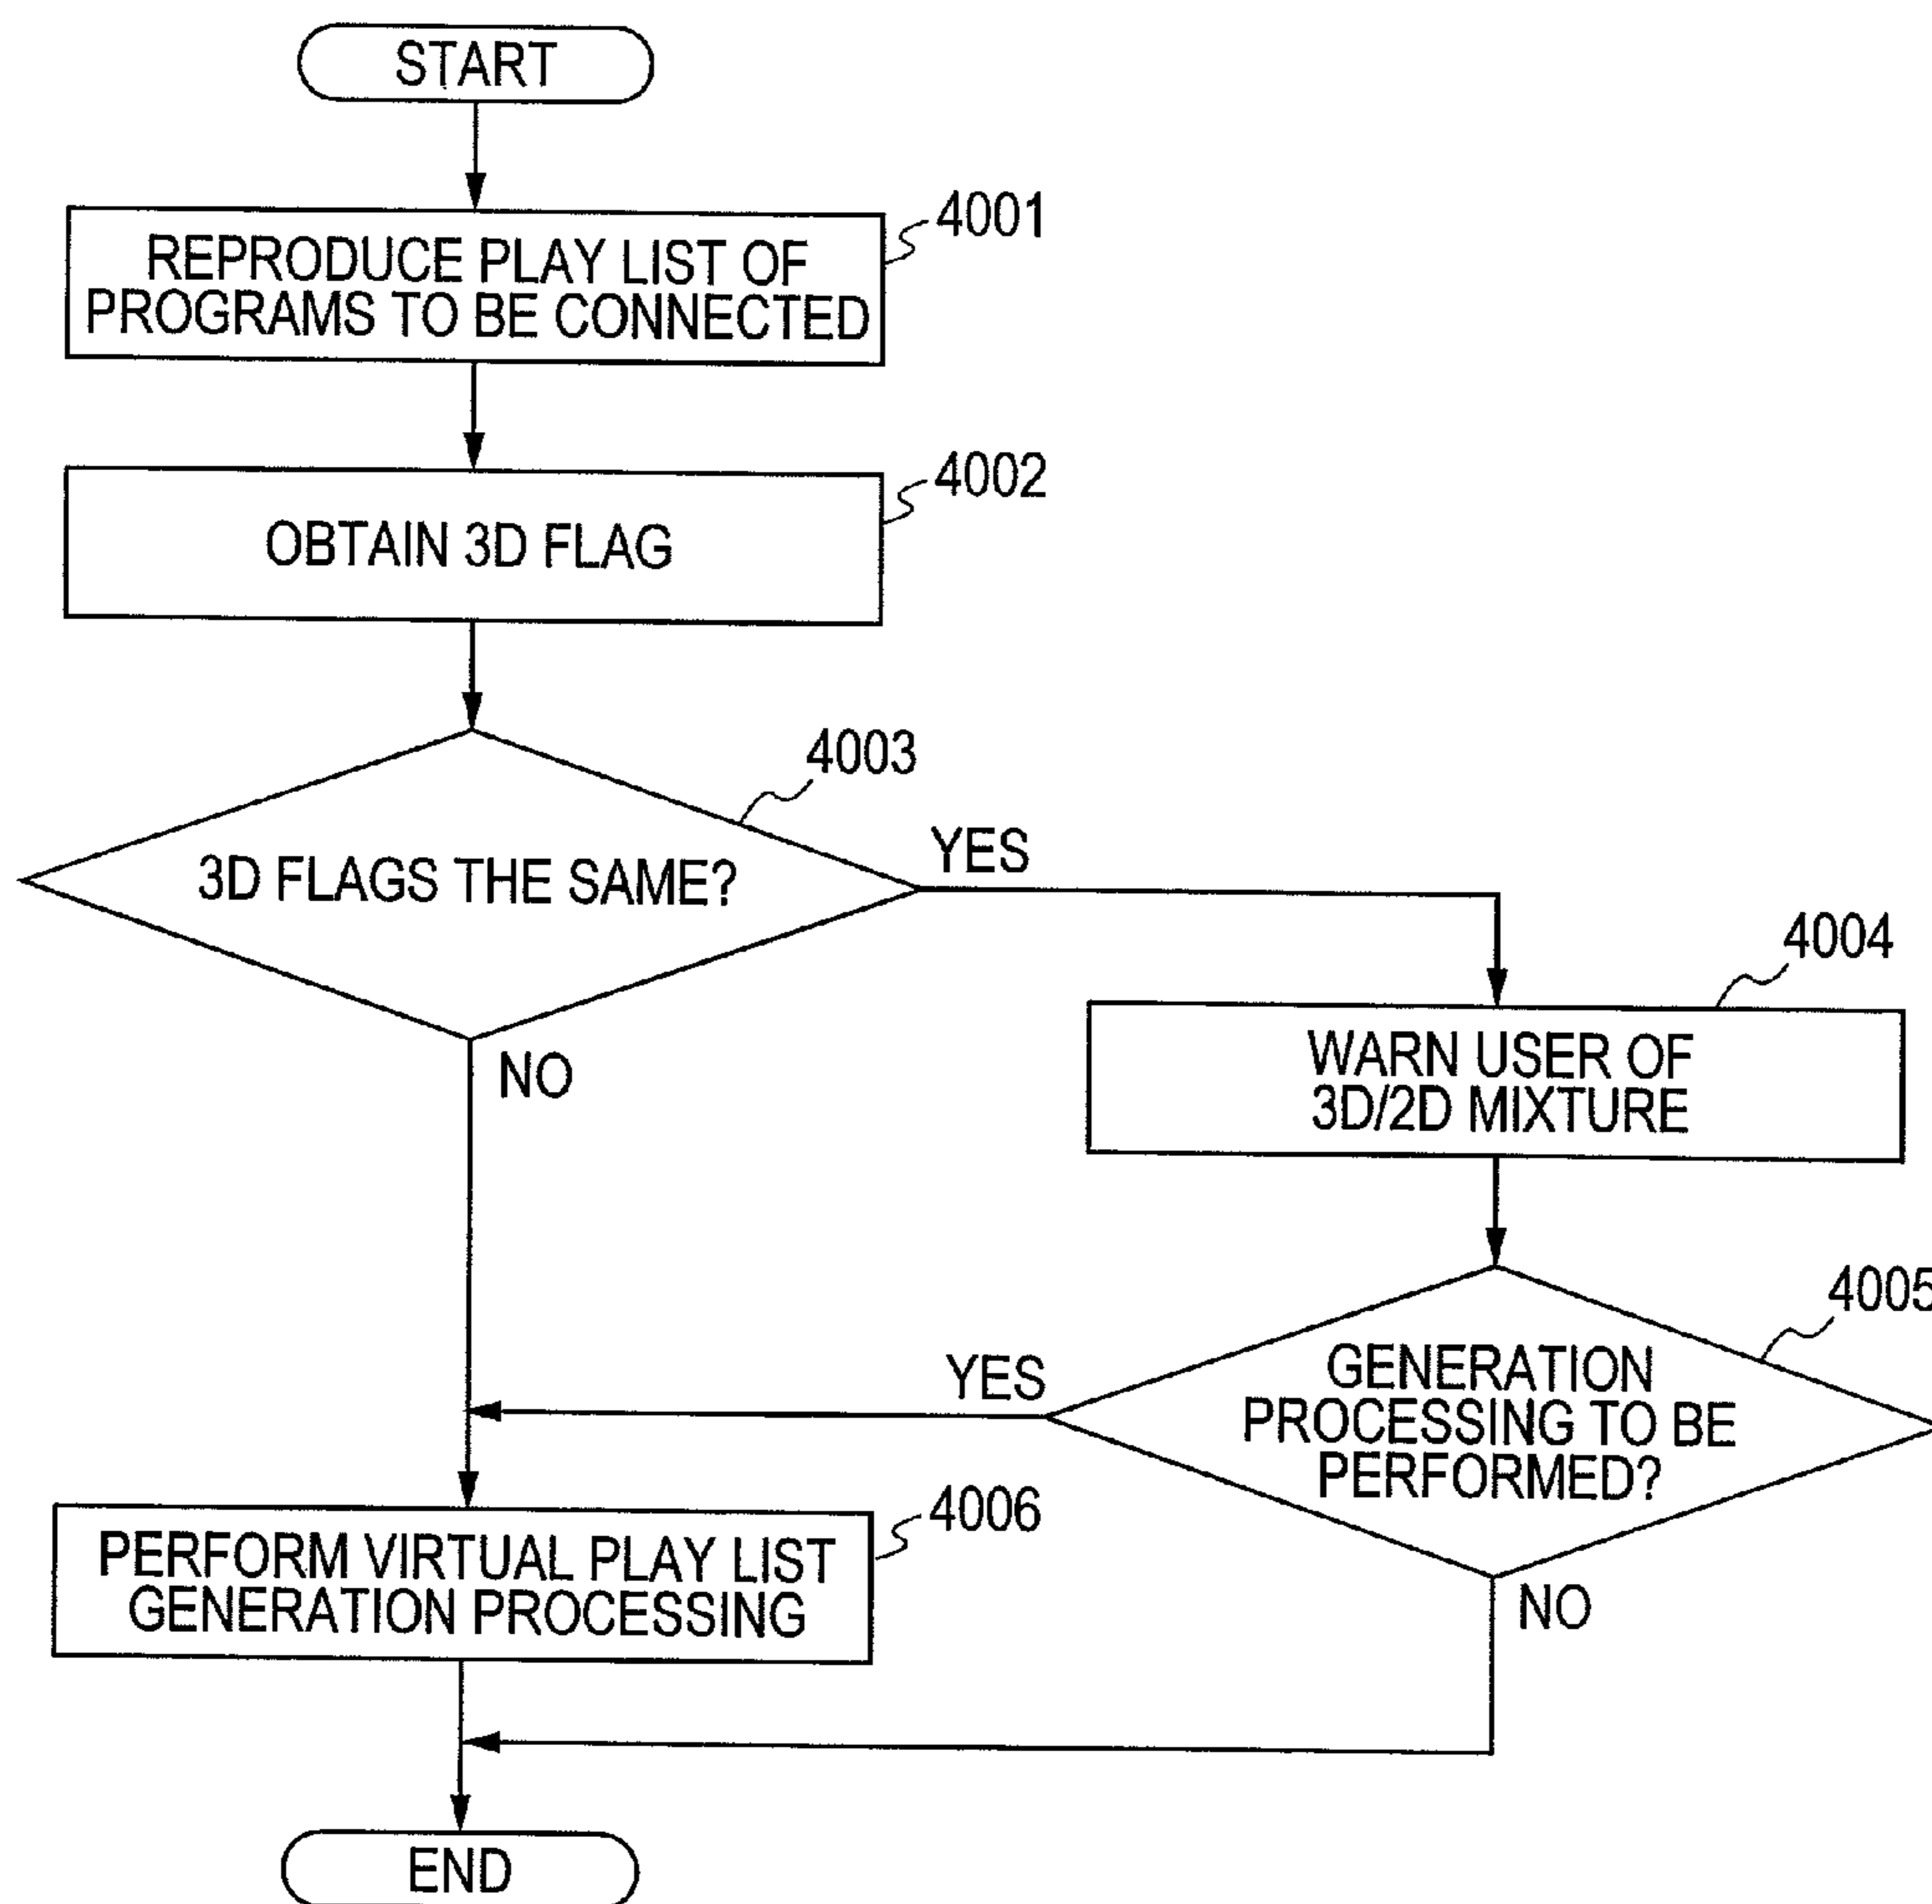 START
4001
REPRODUCE PLAY LIST OF
PROGRAMS TO BE CONNECTED
4002
OBTAIN 3D FLAG
4003
3D FLAGS THE SAME?
YES
NO
4004
WARN USER OF
3D/2D MIXTURE
4005
GENERATION
PROCESSING TO BE
PERFORMED?
YES
NO
4006
PERFORM VIRTUAL PLAY LIST
GENERATION PROCESSING
END